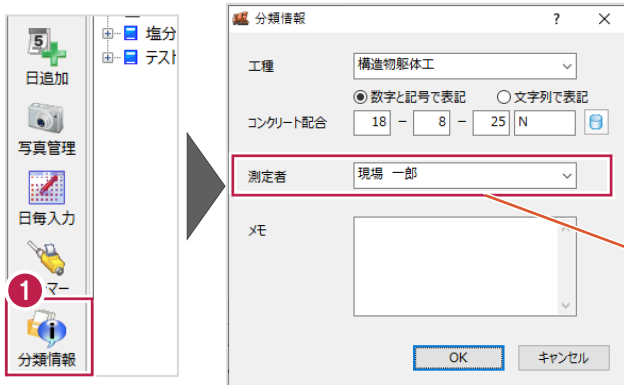 5
日追加
写真管理
日毎入力
マー
1
分類情報
塩分
テスト
分類情報
?
×
工種
構造物躯体工
数字と記号で表記
文字列で表記
コンクリート配合
18 - 8 - 25 N
測定者
現場 一郎
メモ
OK
キャンセル